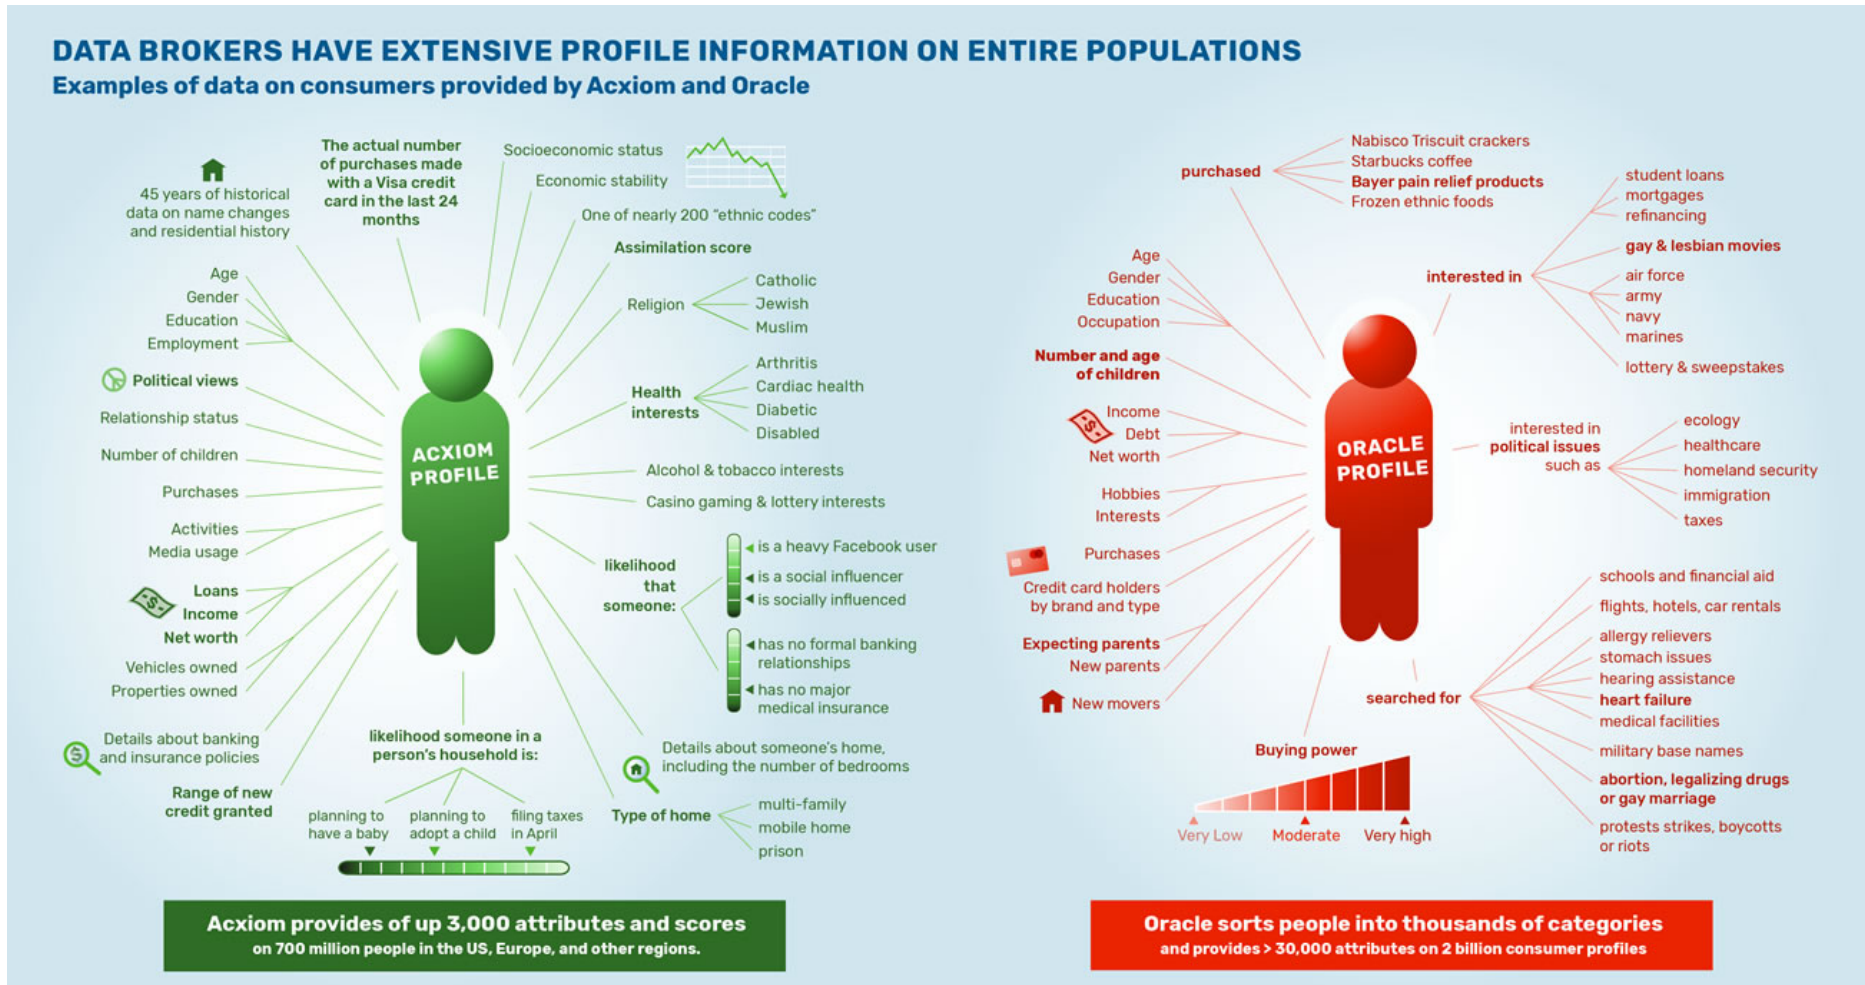 DATA BROKERS HAVE EXTENSIVE PROFILE INFORMATION ON ENTIRE POPULATIONS
Examples of data on consumers provided by Acxiom and Oracle
45 years of historical
data on name changes
and residential history
The actual number
of purchases made
with a Visa credit
card in the last 24
months
Socioeconomic status
Economic stability
One of nearly 200 “ethnic codes”
Assimilation score
Age
Gender
Education
Employment
Political views
Relationship status
Number of children
Purchases
Activities
Media usage
Loans
Income
Net worth
Vehicles owned
Properties owned
Details about banking
and insurance policies
Range of new
credit granted
ACXIOM
PROFILE
Religion
Catholic
Jewish
Muslim
Health
interests
Arthritis
Cardiac health
Diabetic
Disabled
Alcohol & tobacco interests
Casino gaming & lottery interests
likelihood
that
someone:
is a heavy Facebook user
is a social influencer
is socially influenced
has no formal banking
relationships
has no major
medical insurance
Details about someone's home,
including the number of bedrooms
Type of home
multi-family
mobile home
prison
likelihood someone in a
person's household is:
planning to
have a baby
planning to
adopt a child
filing taxes
in April
Acxiom provides of up 3,000 attributes and scores
on 700 million people in the US, Europe, and other regions.
purchased
Nabisco Triscuit crackers
Starbucks coffee
Bayer pain relief products
Frozen ethnic foods
Age
Gender
Education
Occupation
Number and age
of children
Income
Debt
Net worth
Hobbies
Interests
Purchases
Credit card holders
by brand and type
Expecting parents
New parents
New movers
ORACLE
PROFILE
interested in
student loans
mortgages
refinancing
gay & lesbian movies
air force
army
navy
marines
lottery & sweepstakes
interested in
political issues
such as
ecology
healthcare
homeland security
immigration
taxes
searched for
schools and financial aid
flights, hotels, car rentals
allergy relievers
stomach issues
hearing assistance
heart failure
medical facilities
military base names
abortion, legalizing drugs
or gay marriage
protests strikes, boycotts
or riots
Buying power
Very Low
Moderate
Very high
Oracle sorts people into thousands of categories
and provides > 30,000 attributes on 2 billion consumer profiles